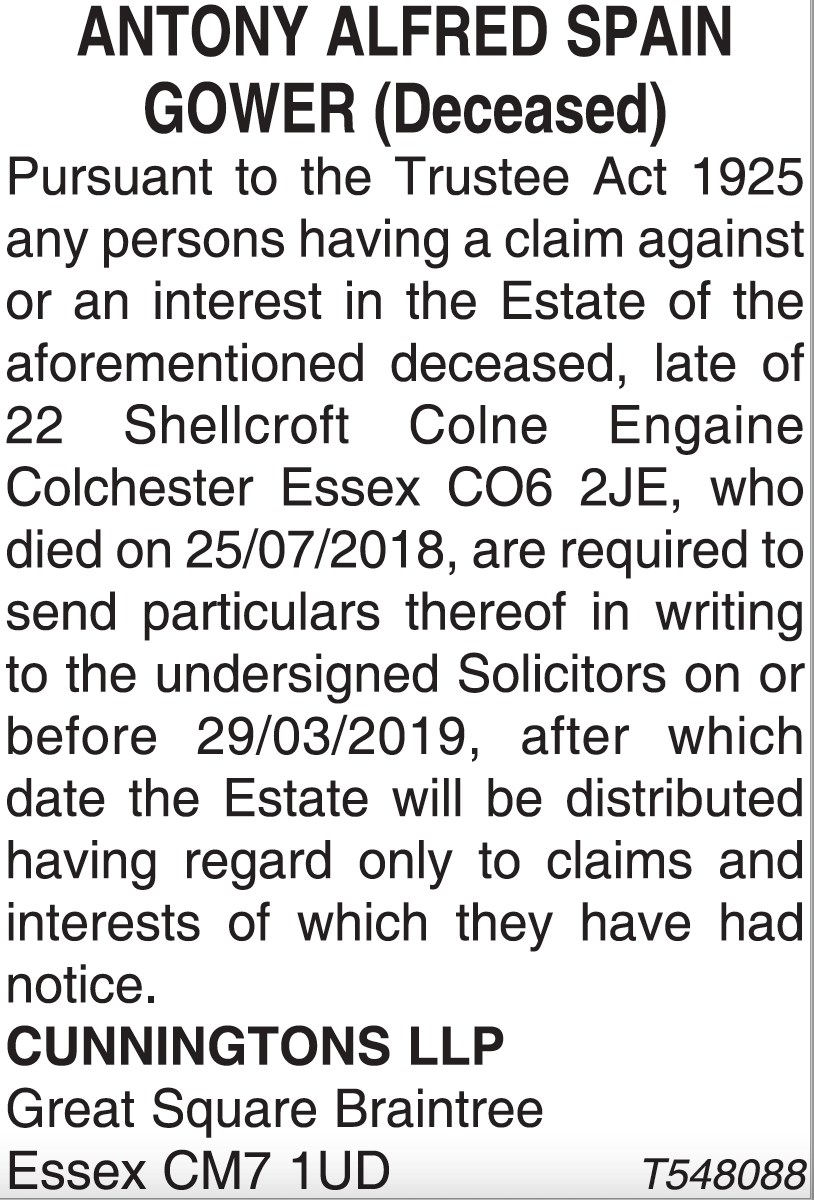 ANTONY ALFRED SPAIN
GOWER (Deceased)
Pursuant to the Trustee Act 1925
any persons having a claim against
or an interest in the Estate of the
aforementioned deceased, late of
22 Shellcroft Colne Engaine
Colchester Essex CO6 2JE, who
died on 25/07/2018, are required to
send particulars thereof in writing
to the undersigned Solicitors on or
before 29/03/2019, after which
date the Estate will be distributed
having regard only to claims and
interests of which they have had
notice.
CUNNINGTONS LLP
Great Square Braintree
Essex CM7 1UD T548088